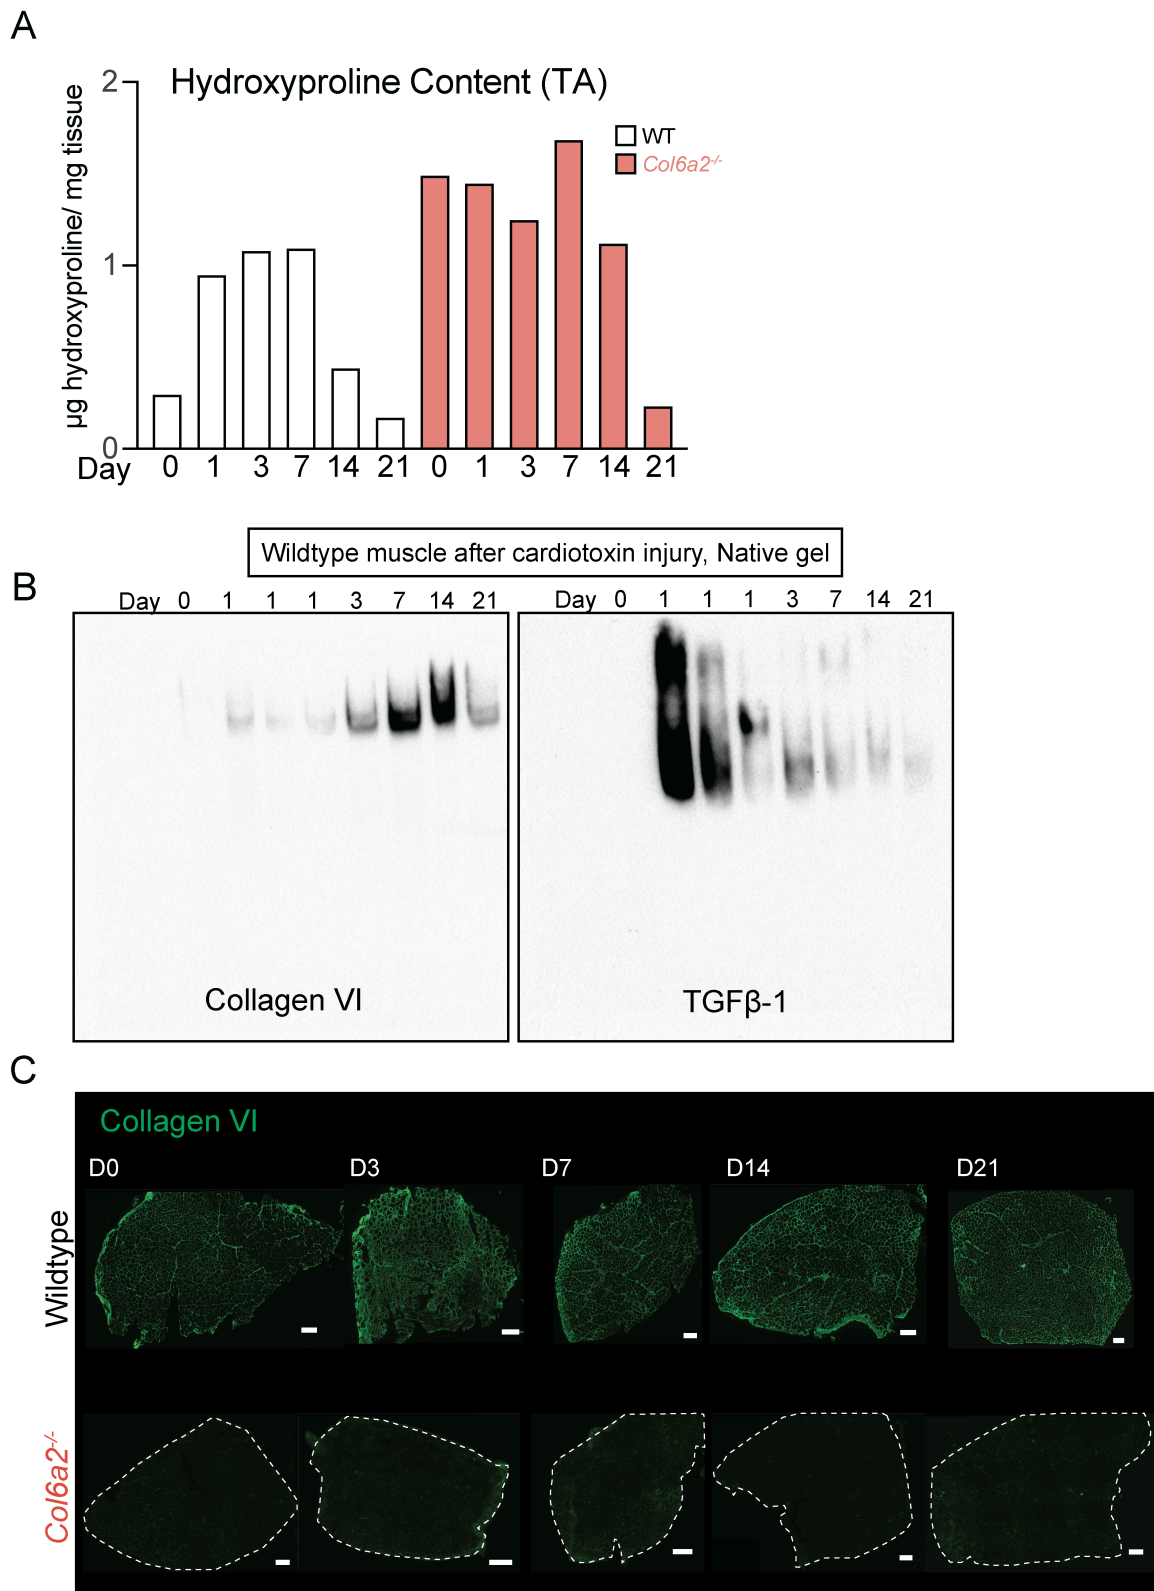 A
Hydroxyproline Content (TA)
µg hydroxyproline/ mg tissue
2
1
0
WT
Col6a2-/-
Day 0 1 3 7 14 21 0 1 3 7 14 21
Wildtype muscle after cardiotoxin injury, Native gel
B
Day 0 1 1 1 3 7 14 21
Day 0 1 1 1 3 7 14 21
Collagen VI
TGFβ-1
C
Collagen VI
D0 D3 D7 D14 D21
Wildtype
Col6a2-/-